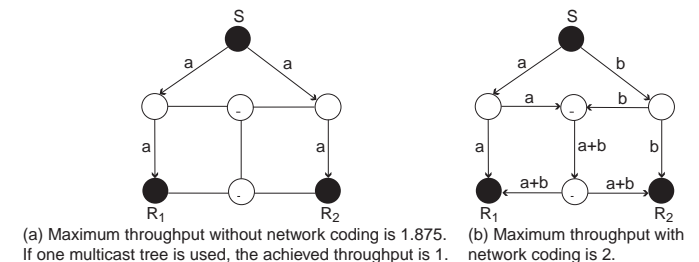 S
a
a
a
a
R1
R2
(a) Maximum throughput without network coding is 1.875.
If one multicast tree is used, the achieved throughput is 1.
S
a
b
a
b
a
a+b
b
a+b
a+b
R1
R2
(b) Maximum throughput with
network coding is 2.